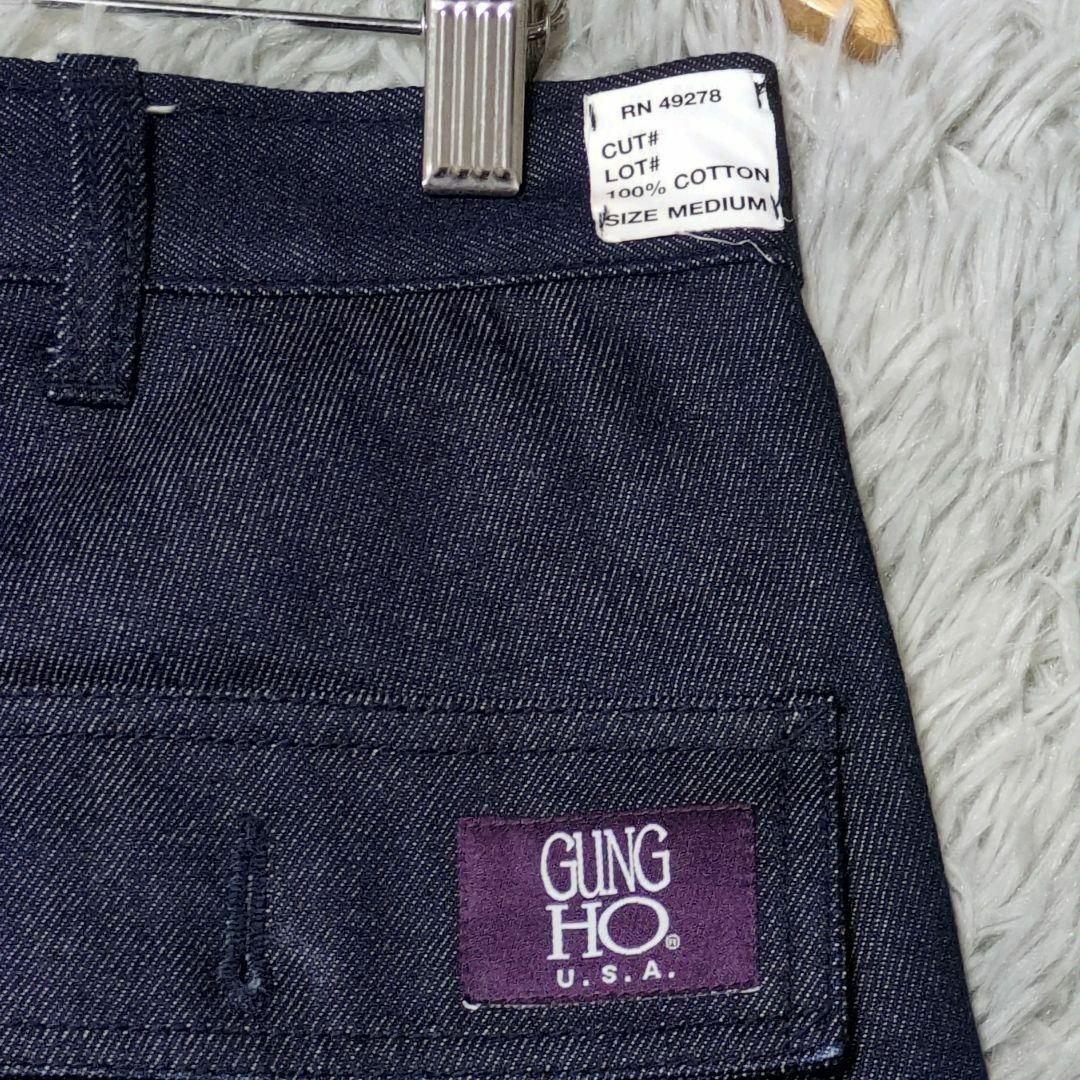 RN 49278
CUT#
LOT#
100% COTTON
SIZE MEDIUM
GUNG
HO®
U.S.A.